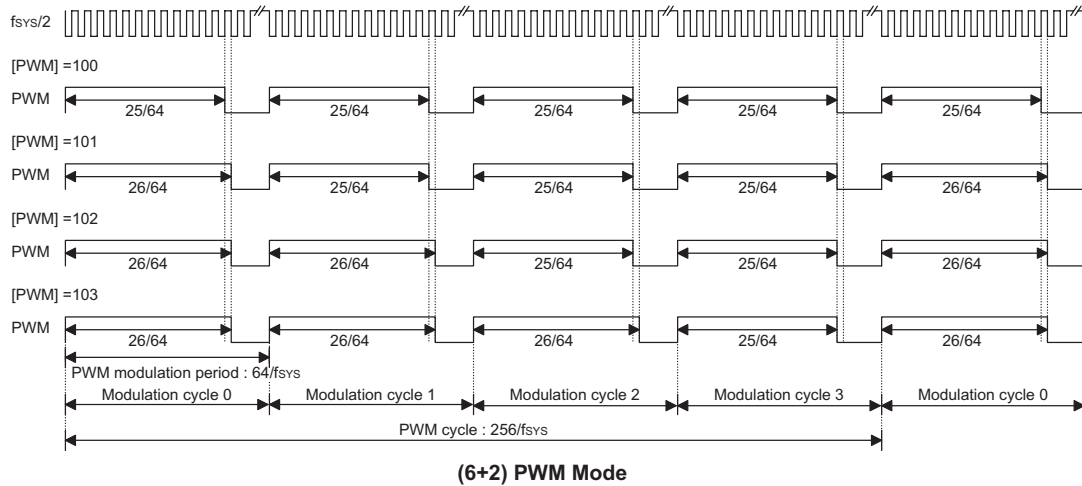 fSYS/2
[PWM] =100
PWM
25/64 25/64 25/64 25/64 25/64
[PWM] =101
PWM
26/64 25/64 25/64 25/64 26/64
[PWM] =102
PWM
26/64 26/64 25/64 25/64 26/64
[PWM] =103
PWM
26/64 26/64 26/64 25/64 26/64
PWM modulation period : 64/fSYS
Modulation cycle 0 Modulation cycle 1 Modulation cycle 2 Modulation cycle 3 Modulation cycle 0
PWM cycle : 256/fSYS
(6+2) PWM Mode